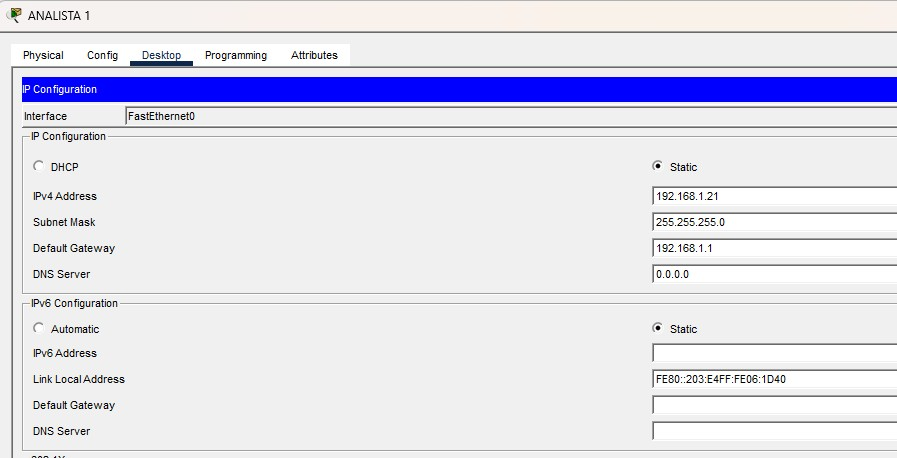 ANALISTA 1
Physical Config Desktop Programming Attributes
IP Configuration
Interface FastEthernet0
IP Configuration
DHCP Static
IPv4 Address 192.168.1.21
Subnet Mask 255.255.255.0
Default Gateway 192.168.1.1
DNS Server 0.0.0.0
IPv6 Configuration
Automatic Static
IPv6 Address
Link Local Address FE80::203:E4FF:FE06:1D40
Default Gateway
DNS Server